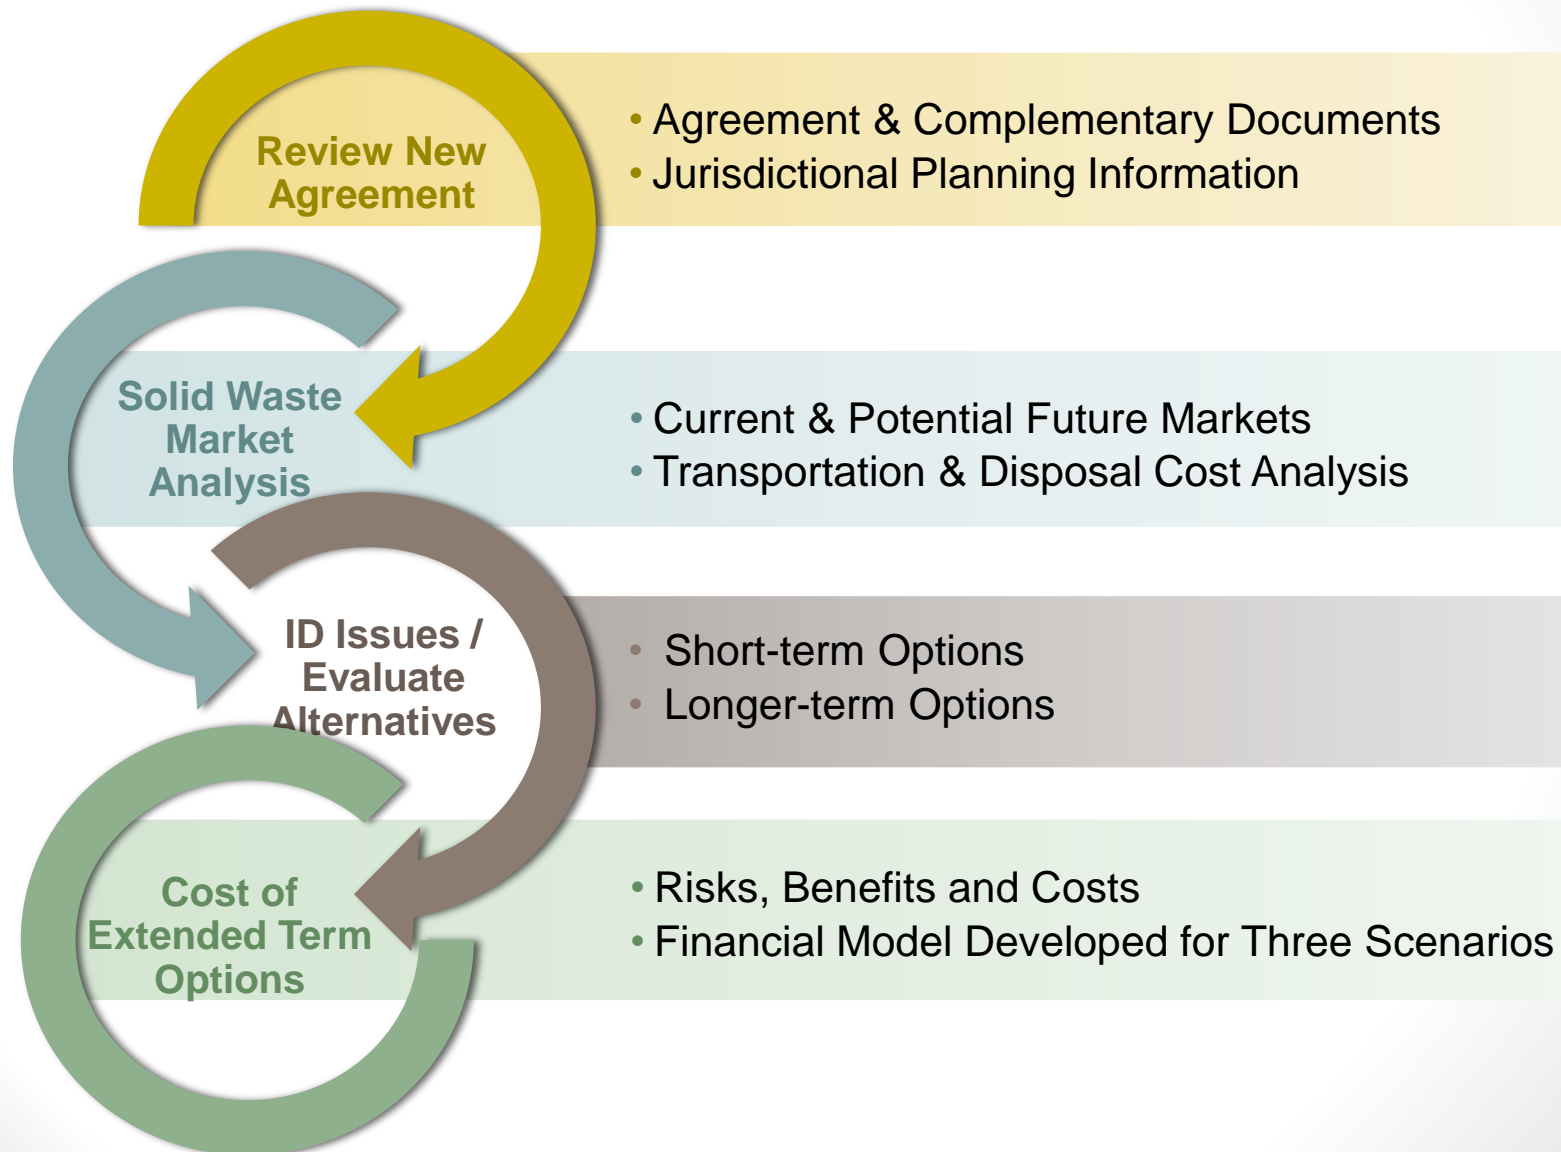 Review New
Agreement
• Agreement & Complementary Documents
• Jurisdictional Planning Information
Solid Waste
Market
Analysis
• Current & Potential Future Markets
• Transportation & Disposal Cost Analysis
ID Issues /
Evaluate
Alternatives
• Short-term Options
• Longer-term Options
Cost of
Extended Term
Options
• Risks, Benefits and Costs
• Financial Model Developed for Three Scenarios